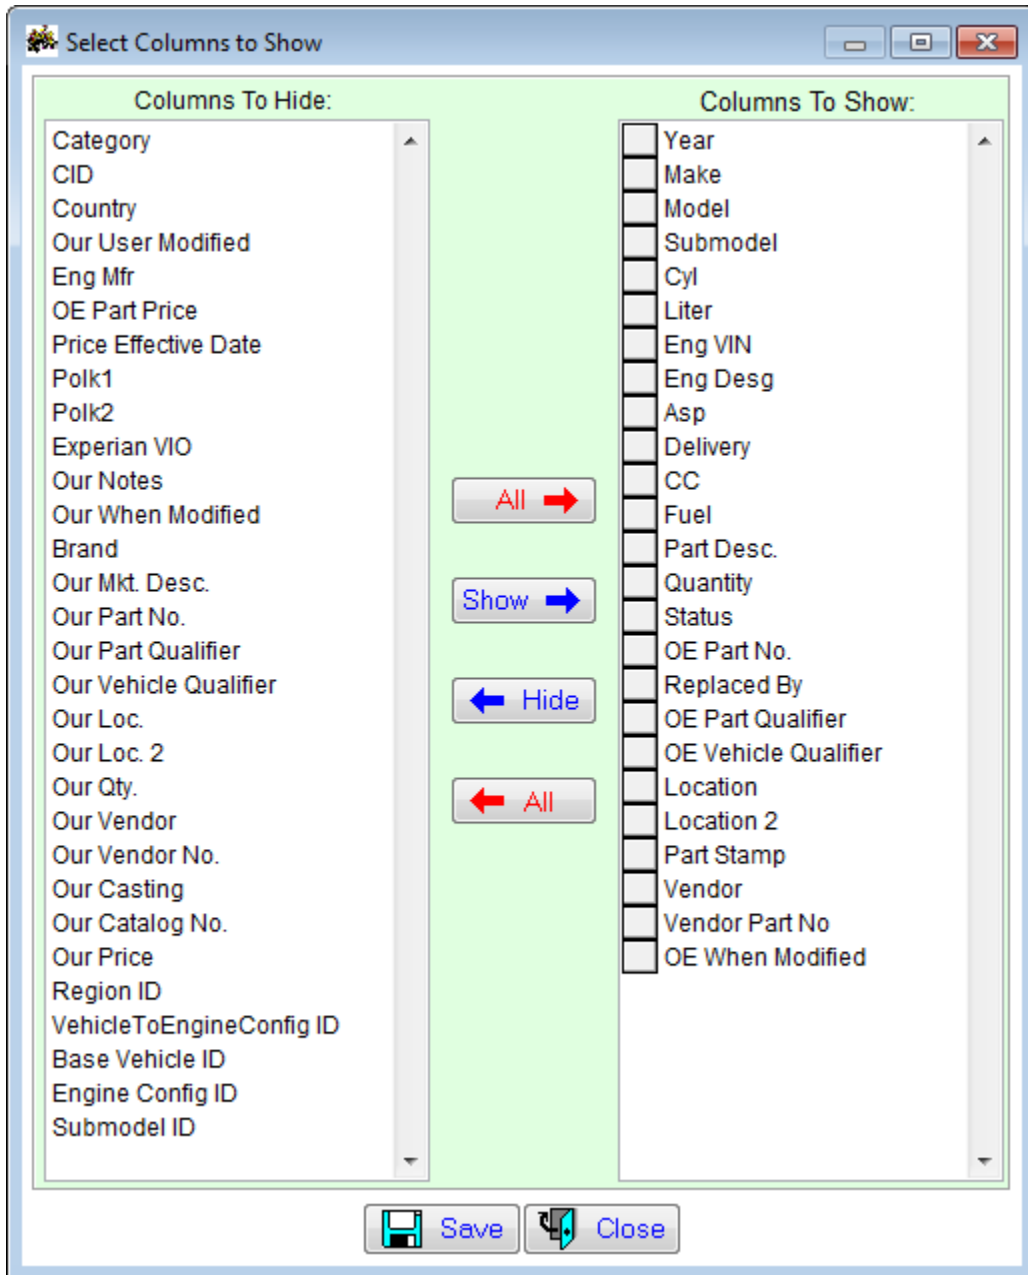 Select Columns to Show
Columns To Hide:
Category
CID
Country
Our User Modified
Eng Mfr
OE Part Price
Price Effective Date
Polk1
Polk2
Experian VIO
Our Notes
Our When Modified
Brand
Our Mkt. Desc.
Our Part No.
Our Part Qualifier
Our Vehicle Qualifier
Our Loc.
Our Loc. 2
Our Qty.
Our Vendor
Our Vendor No.
Our Casting
Our Catalog No.
Our Price
Region ID
VehicleToEngineConfig ID
Base Vehicle ID
Engine Config ID
Submodel ID
All
Show
Hide
All
Columns To Show:
Year
Make
Model
Submodel
Cyl
Liter
Eng VIN
Eng Desg
Asp
Delivery
CC
Fuel
Part Desc.
Quantity
Status
OE Part No.
Replaced By
OE Part Qualifier
OE Vehicle Qualifier
Location
Location 2
Part Stamp
Vendor
Vendor Part No
OE When Modified
Save
Close